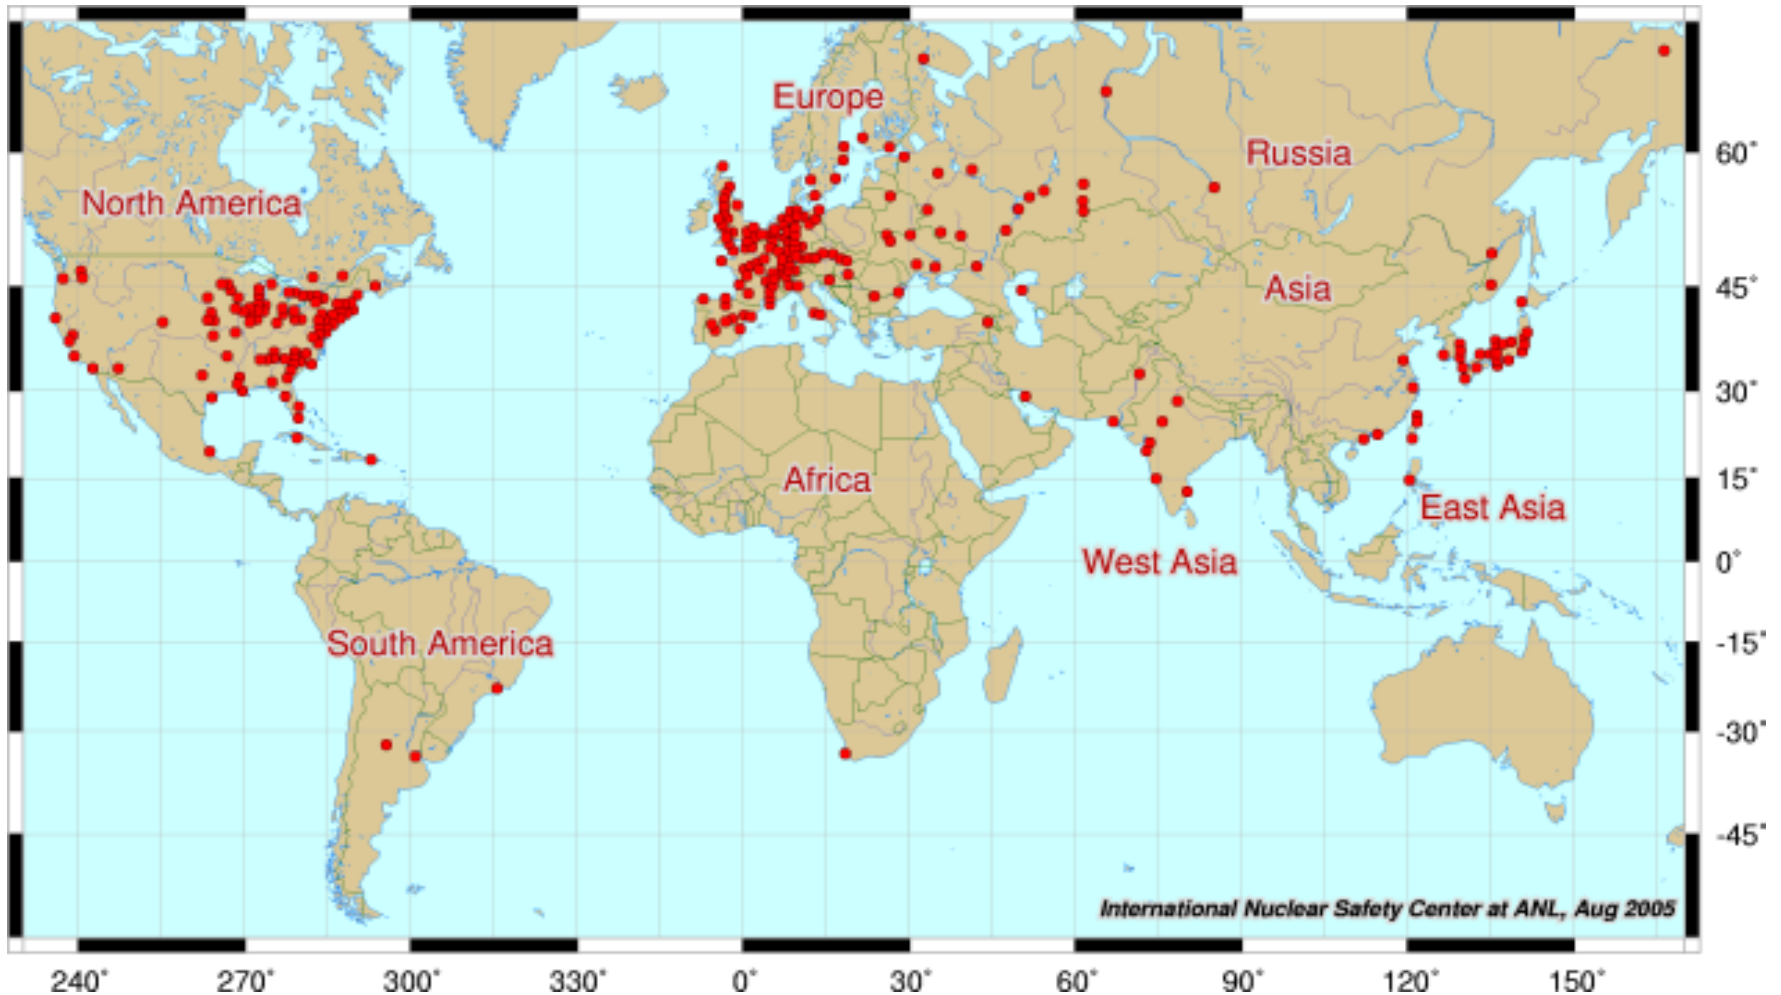 Europe
Russia
60°
North America
Asia
45°
30°
Africa
15°
East Asia
West Asia
0°
South America
-15°
-30°
-45°
International Nuclear Safety Center at ANL, Aug 2005
240° 270° 300° 330° 0° 30° 60° 90° 120° 150°